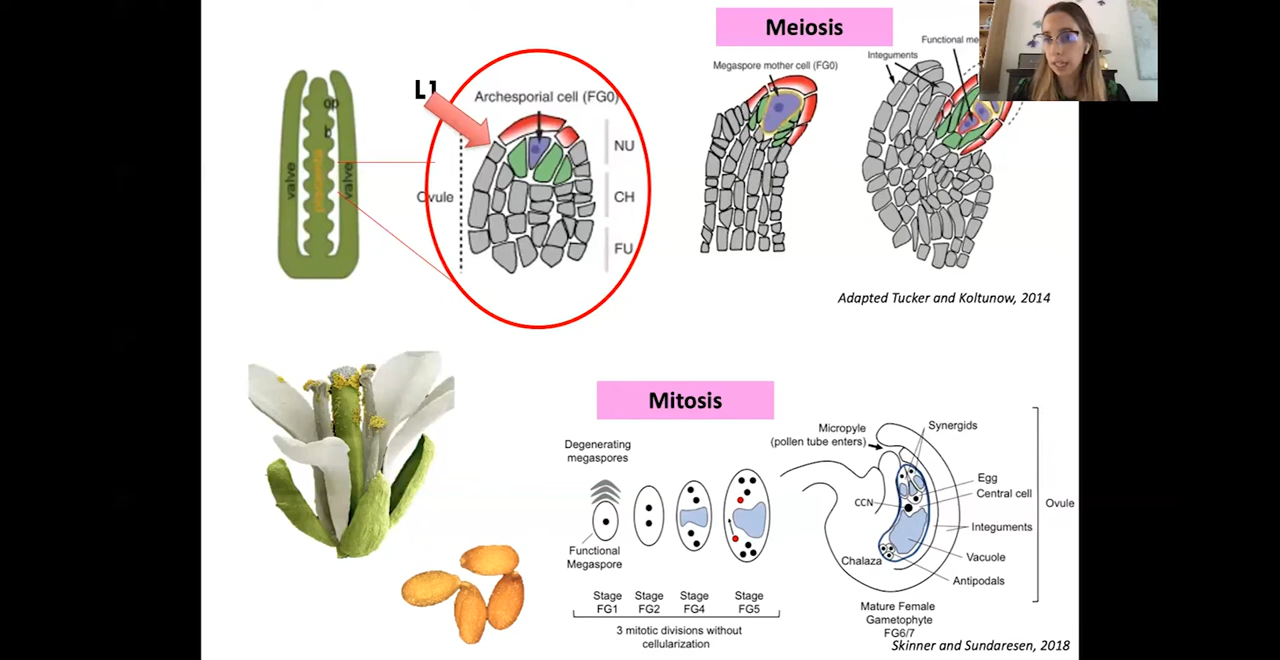 Meiosis
L1
Archesporial cell (FG0)
NU
CH
FU
Ovule
valve
valve
op
Megaspore mother cell (FG0)
Integuments
Functional me
Adapted Tucker and Koltunow, 2014
Mitosis
Degenerating
megaspores
Functional
Megaspore
Stage
FG1
Stage
FG2
Stage
FG4
Stage
FG5
3 mitotic divisions without
cellularization
Micropyle
(pollen tube enters)
Synergids
Egg
Central cell
CCN
Integuments
Ovule
Vacuole
Chalaza
Antipodals
Mature Female
Gametophyte
FG6/7
Skinner and Sundaresen, 2018